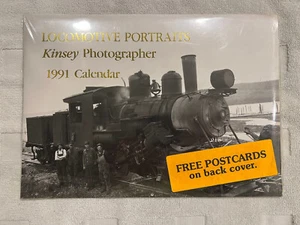 LOCOMOTIVE PORTRAITS
Kinsey Photographer
1991 Calendar
FREE POSTCARDS
on back cover.